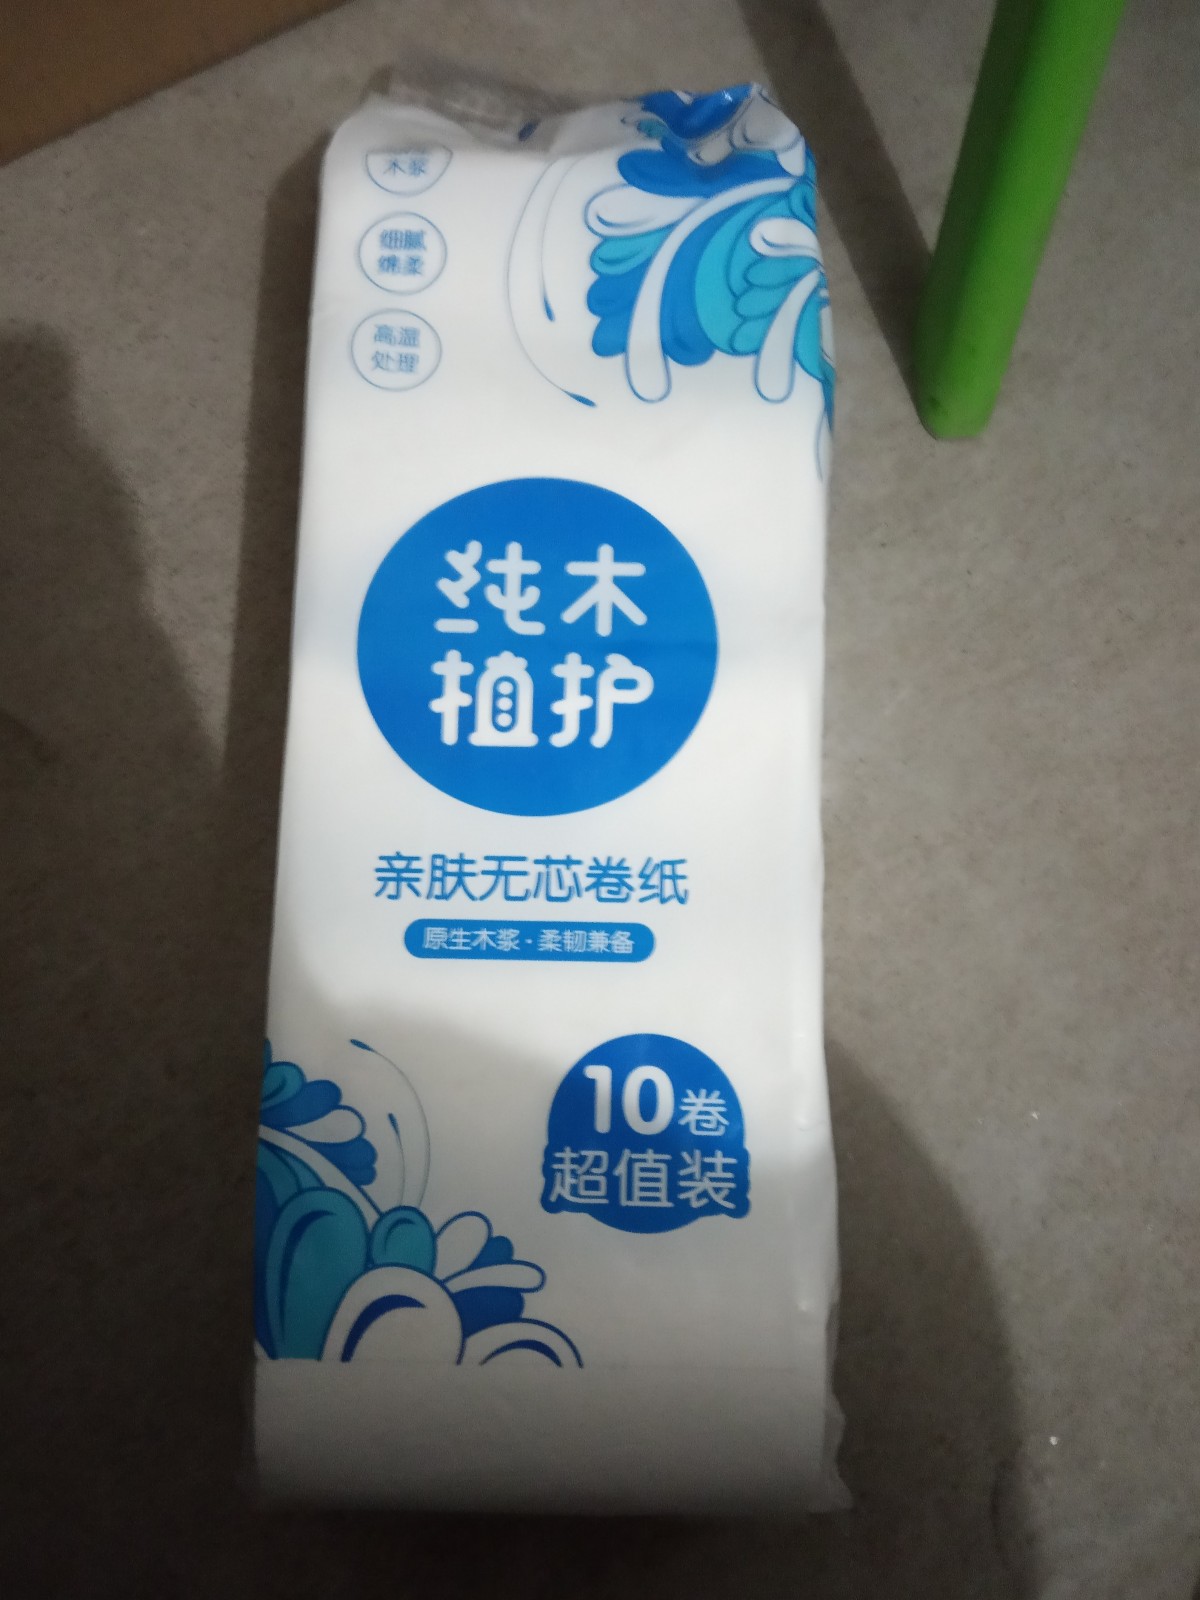 木浆
细腻
绵柔
高温
处理
纯木
植护
亲肤无芯卷纸
原生木浆·柔韧兼备
10卷
超值装